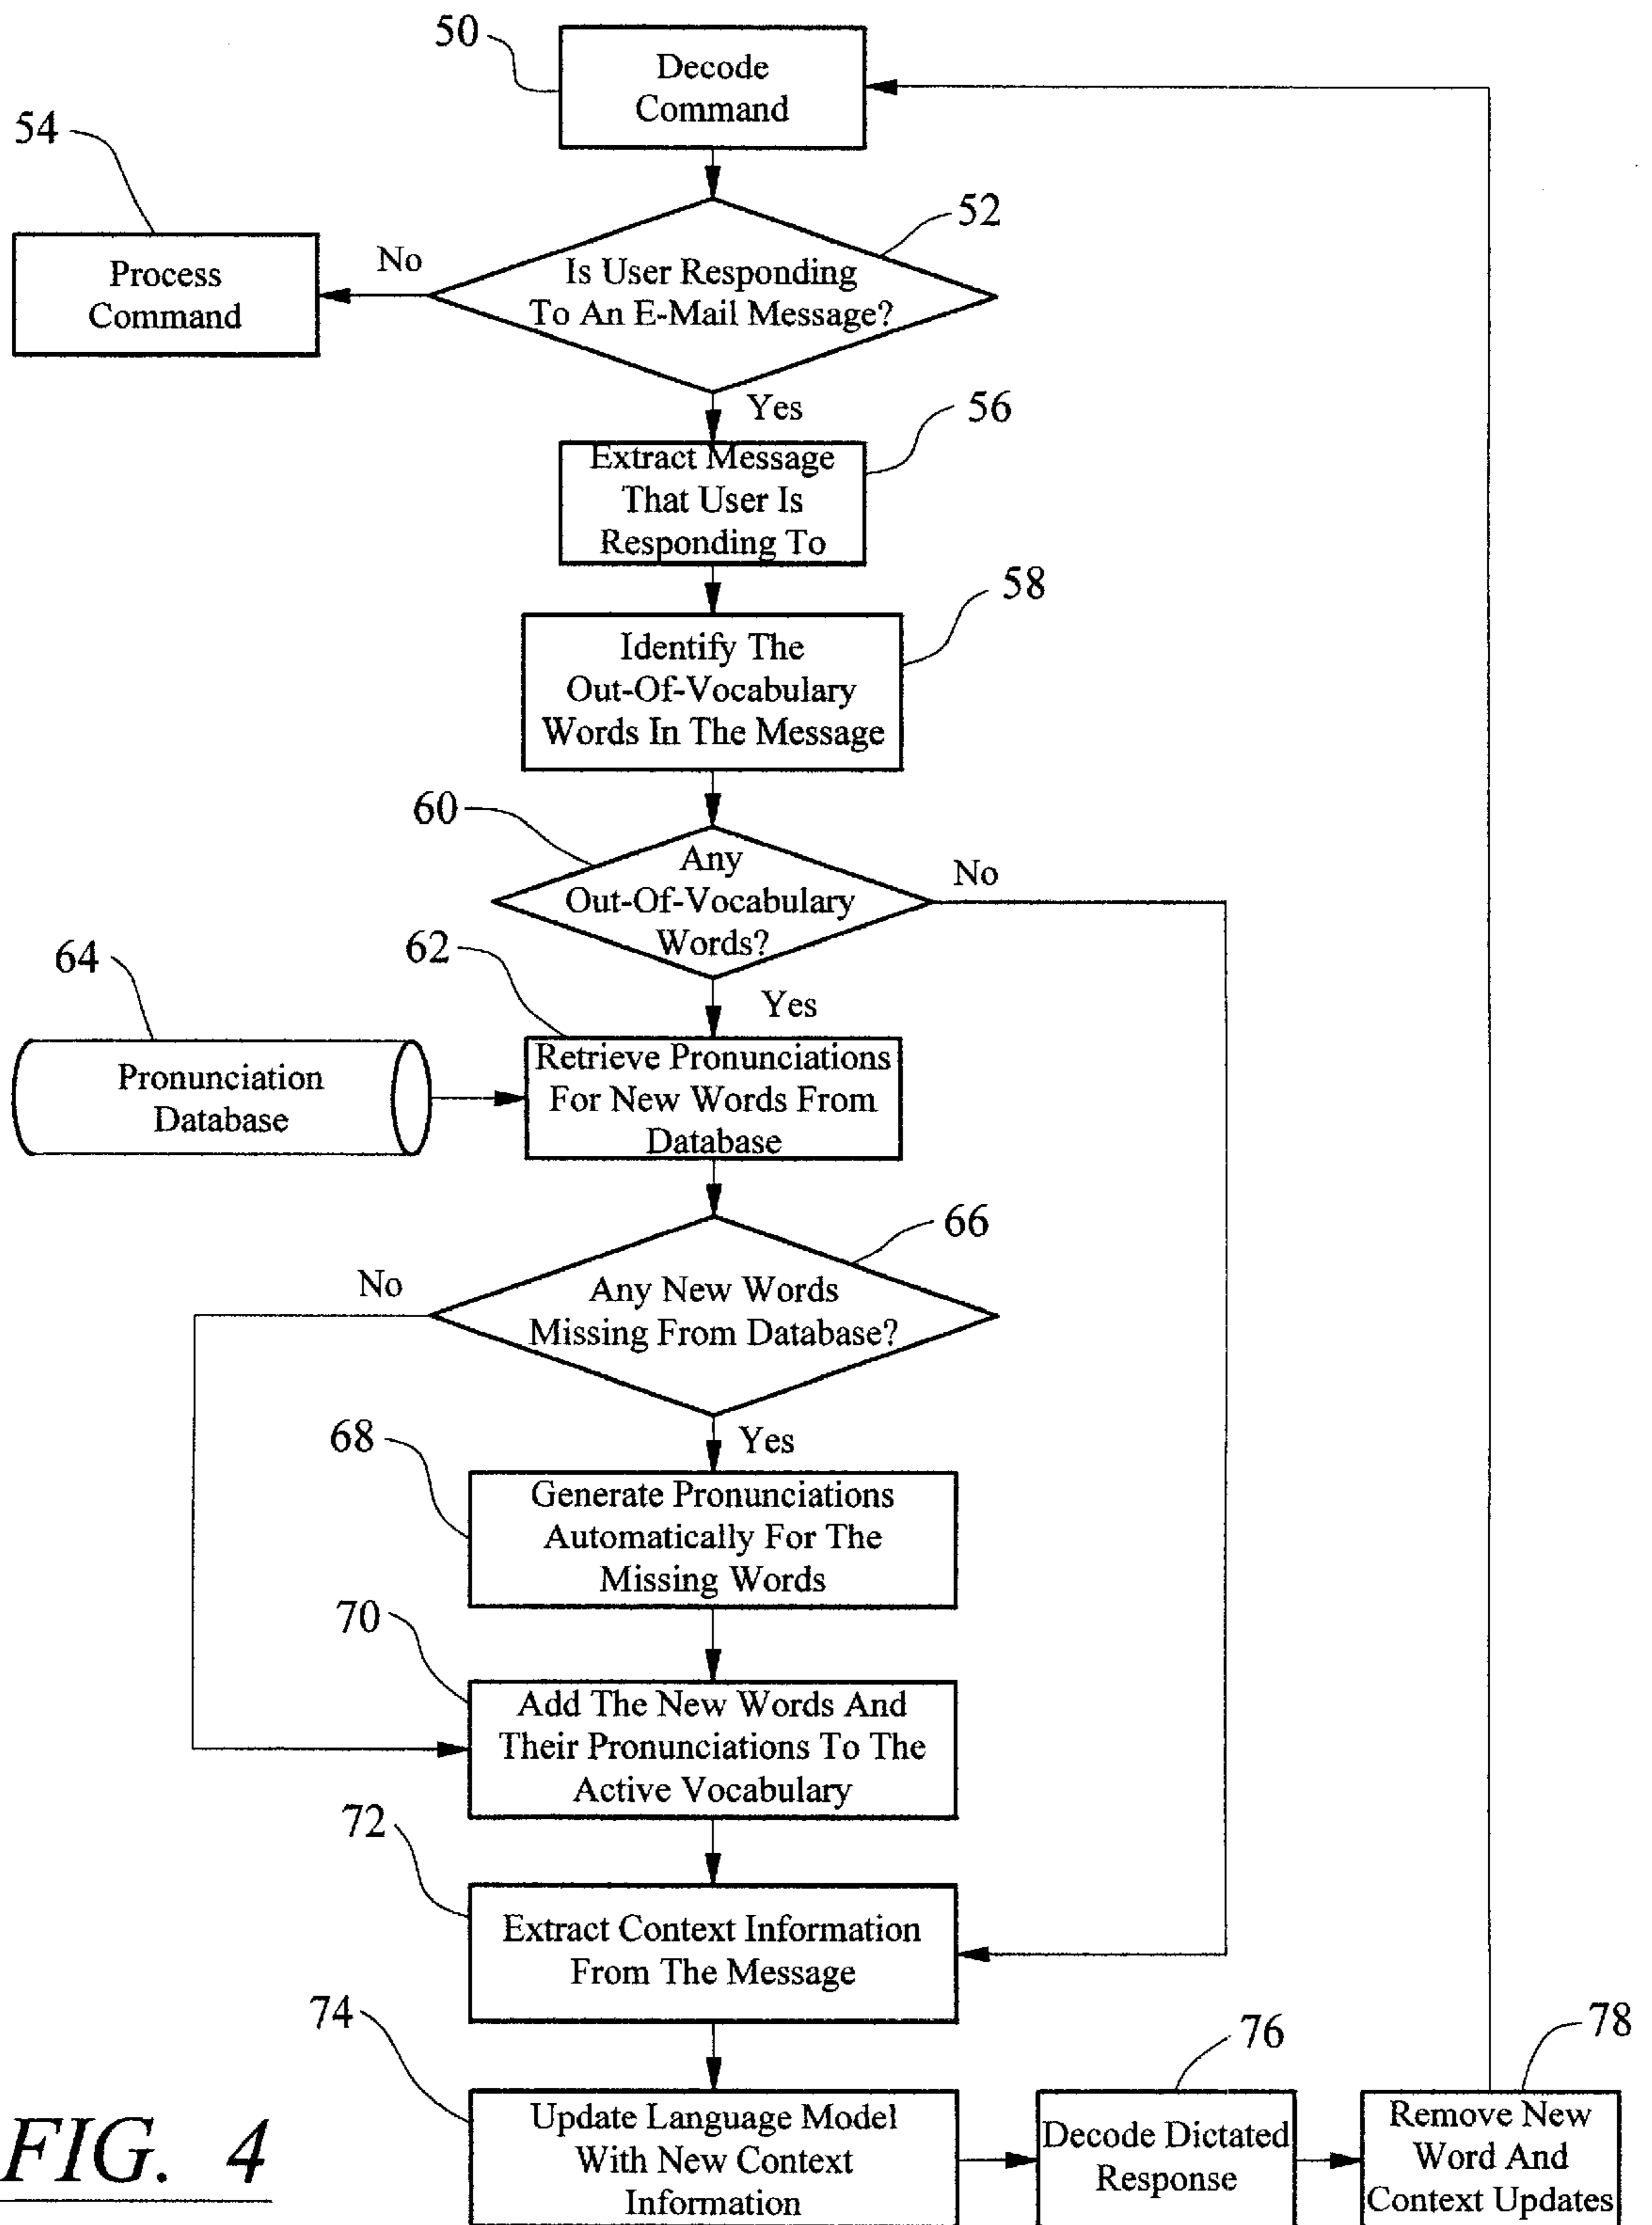 50
Decode
Command
54
52
Process
Command
No
Is User Responding
To An E-Mail Message?
Yes
56
Extract Message
That User Is
Responding To
58
Identify The
Out-Of-Vocabulary
Words In The Message
60
Any
Out-Of-Vocabulary
Words?
No
62
64
Yes
Pronunciation
Database
Retrieve Pronunciations
For New Words From
Database
66
No
Any New Words
Missing From Database?
68
Yes
Generate Pronunciations
Automatically For The
Missing Words
70
Add The New Words And
Their Pronunciations To The
Active Vocabulary
72
Extract Context Information
From The Message
74
76
78
Update Language Model
With New Context
Information
Decode Dictated
Response
Remove New
Word And
Context Updates
FIG. 4